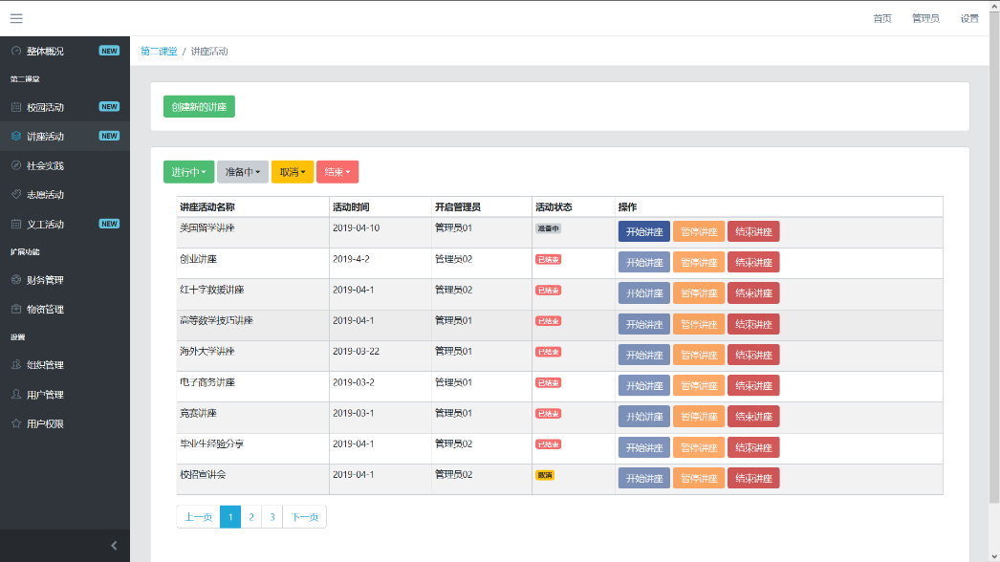 首页 管理员 设置
整体概况 NEW
第二课堂
校园活动 NEW
讲座活动 NEW
社会实践
志愿活动
义工活动 NEW
扩展功能
财务管理
物资管理
设置
组织管理
用户管理
用户权限
第二课堂 / 讲座活动
创建新的讲座
进行中 准备中 取消 结束
讲座活动名称 活动时间 开启管理员 活动状态 操作
美国留学讲座 2019-04-10 管理员01 准备中 开始讲座 暂停讲座 结束讲座
创业讲座 2019-4-2 管理员02 已结束 开始讲座 暂停讲座 结束讲座
红十字救援讲座 2019-04-1 管理员02 已结束 开始讲座 暂停讲座 结束讲座
高等数学技巧讲座 2019-04-1 管理员01 已结束 开始讲座 暂停讲座 结束讲座
海外大学讲座 2019-03-22 管理员01 已结束 开始讲座 暂停讲座 结束讲座
电子商务讲座 2019-03-2 管理员01 已结束 开始讲座 暂停讲座 结束讲座
竞赛讲座 2019-03-1 管理员01 已结束 开始讲座 暂停讲座 结束讲座
毕业生经验分享 2019-04-1 管理员02 已结束 开始讲座 暂停讲座 结束讲座
校招宣讲会 2019-04-1 管理员02 取消 开始讲座 暂停讲座 结束讲座
上一页 1 2 3 下一页